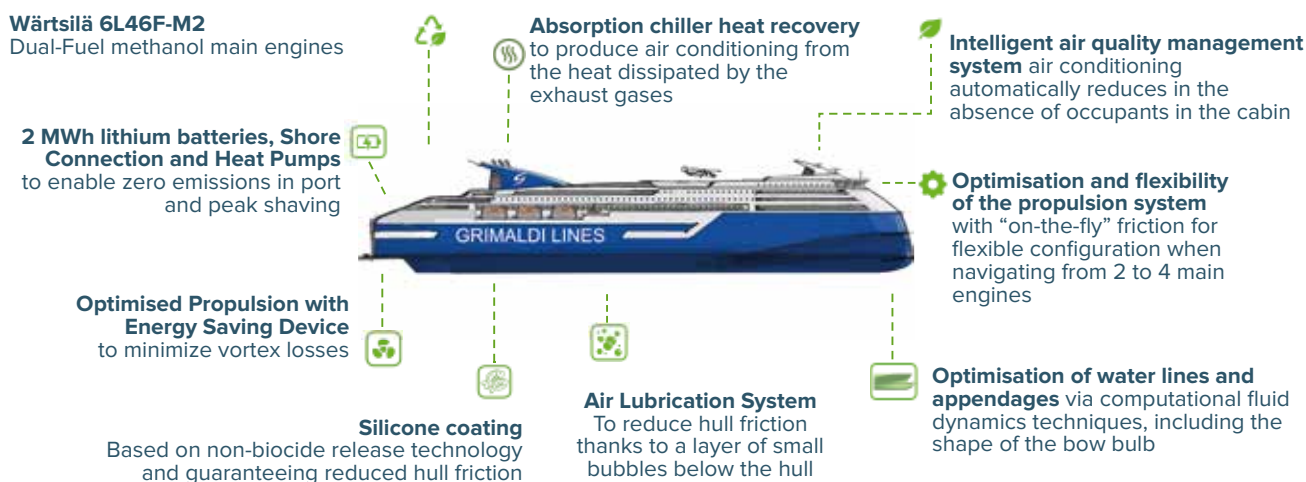 Wärtsilä 6L46F-M2
Dual-Fuel methanol main engines
Absorption chiller heat recovery
to produce air conditioning from
the heat dissipated by the
exhaust gases
Intelligent air quality management
system air conditioning
automatically reduces in the
absence of occupants in the cabin
2 MWh lithium batteries, Shore
Connection and Heat Pumps
to enable zero emissions in port
and peak shaving
GRIMALDI LINES
Optimisation and flexibility
of the propulsion system
with “on-the-fly” friction for
flexible configuration when
navigating from 2 to 4 main
engines
Optimised Propulsion with
Energy Saving Device
to minimize vortex losses
Silicone coating
Based on non-biocide release technology
and guaranteeing reduced hull friction
Air Lubrication System
To reduce hull friction
thanks to a layer of small
bubbles below the hull
Optimisation of water lines and
appendages via computational fluid
dynamics techniques, including the
shape of the bow bulb